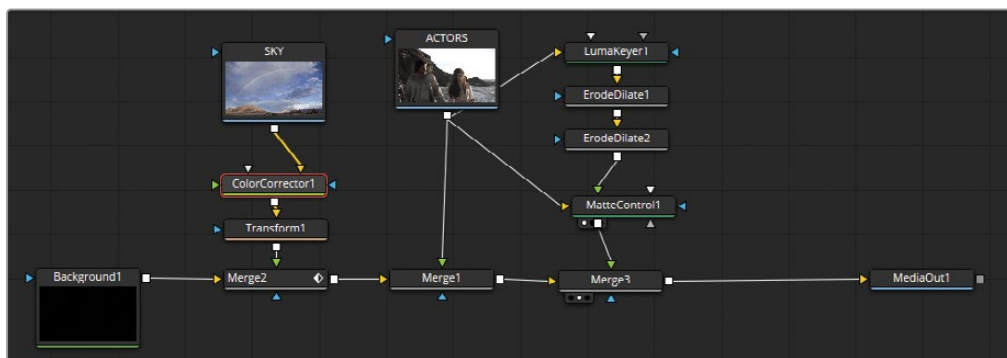 SKY
ACTORS
LumaKeyer1
ErodeDilate1
ErodeDilate2
ColorCorrector1
MatteControl1
Transform1
Background1
Merge2
Merge1
Merge3
MediaOut1